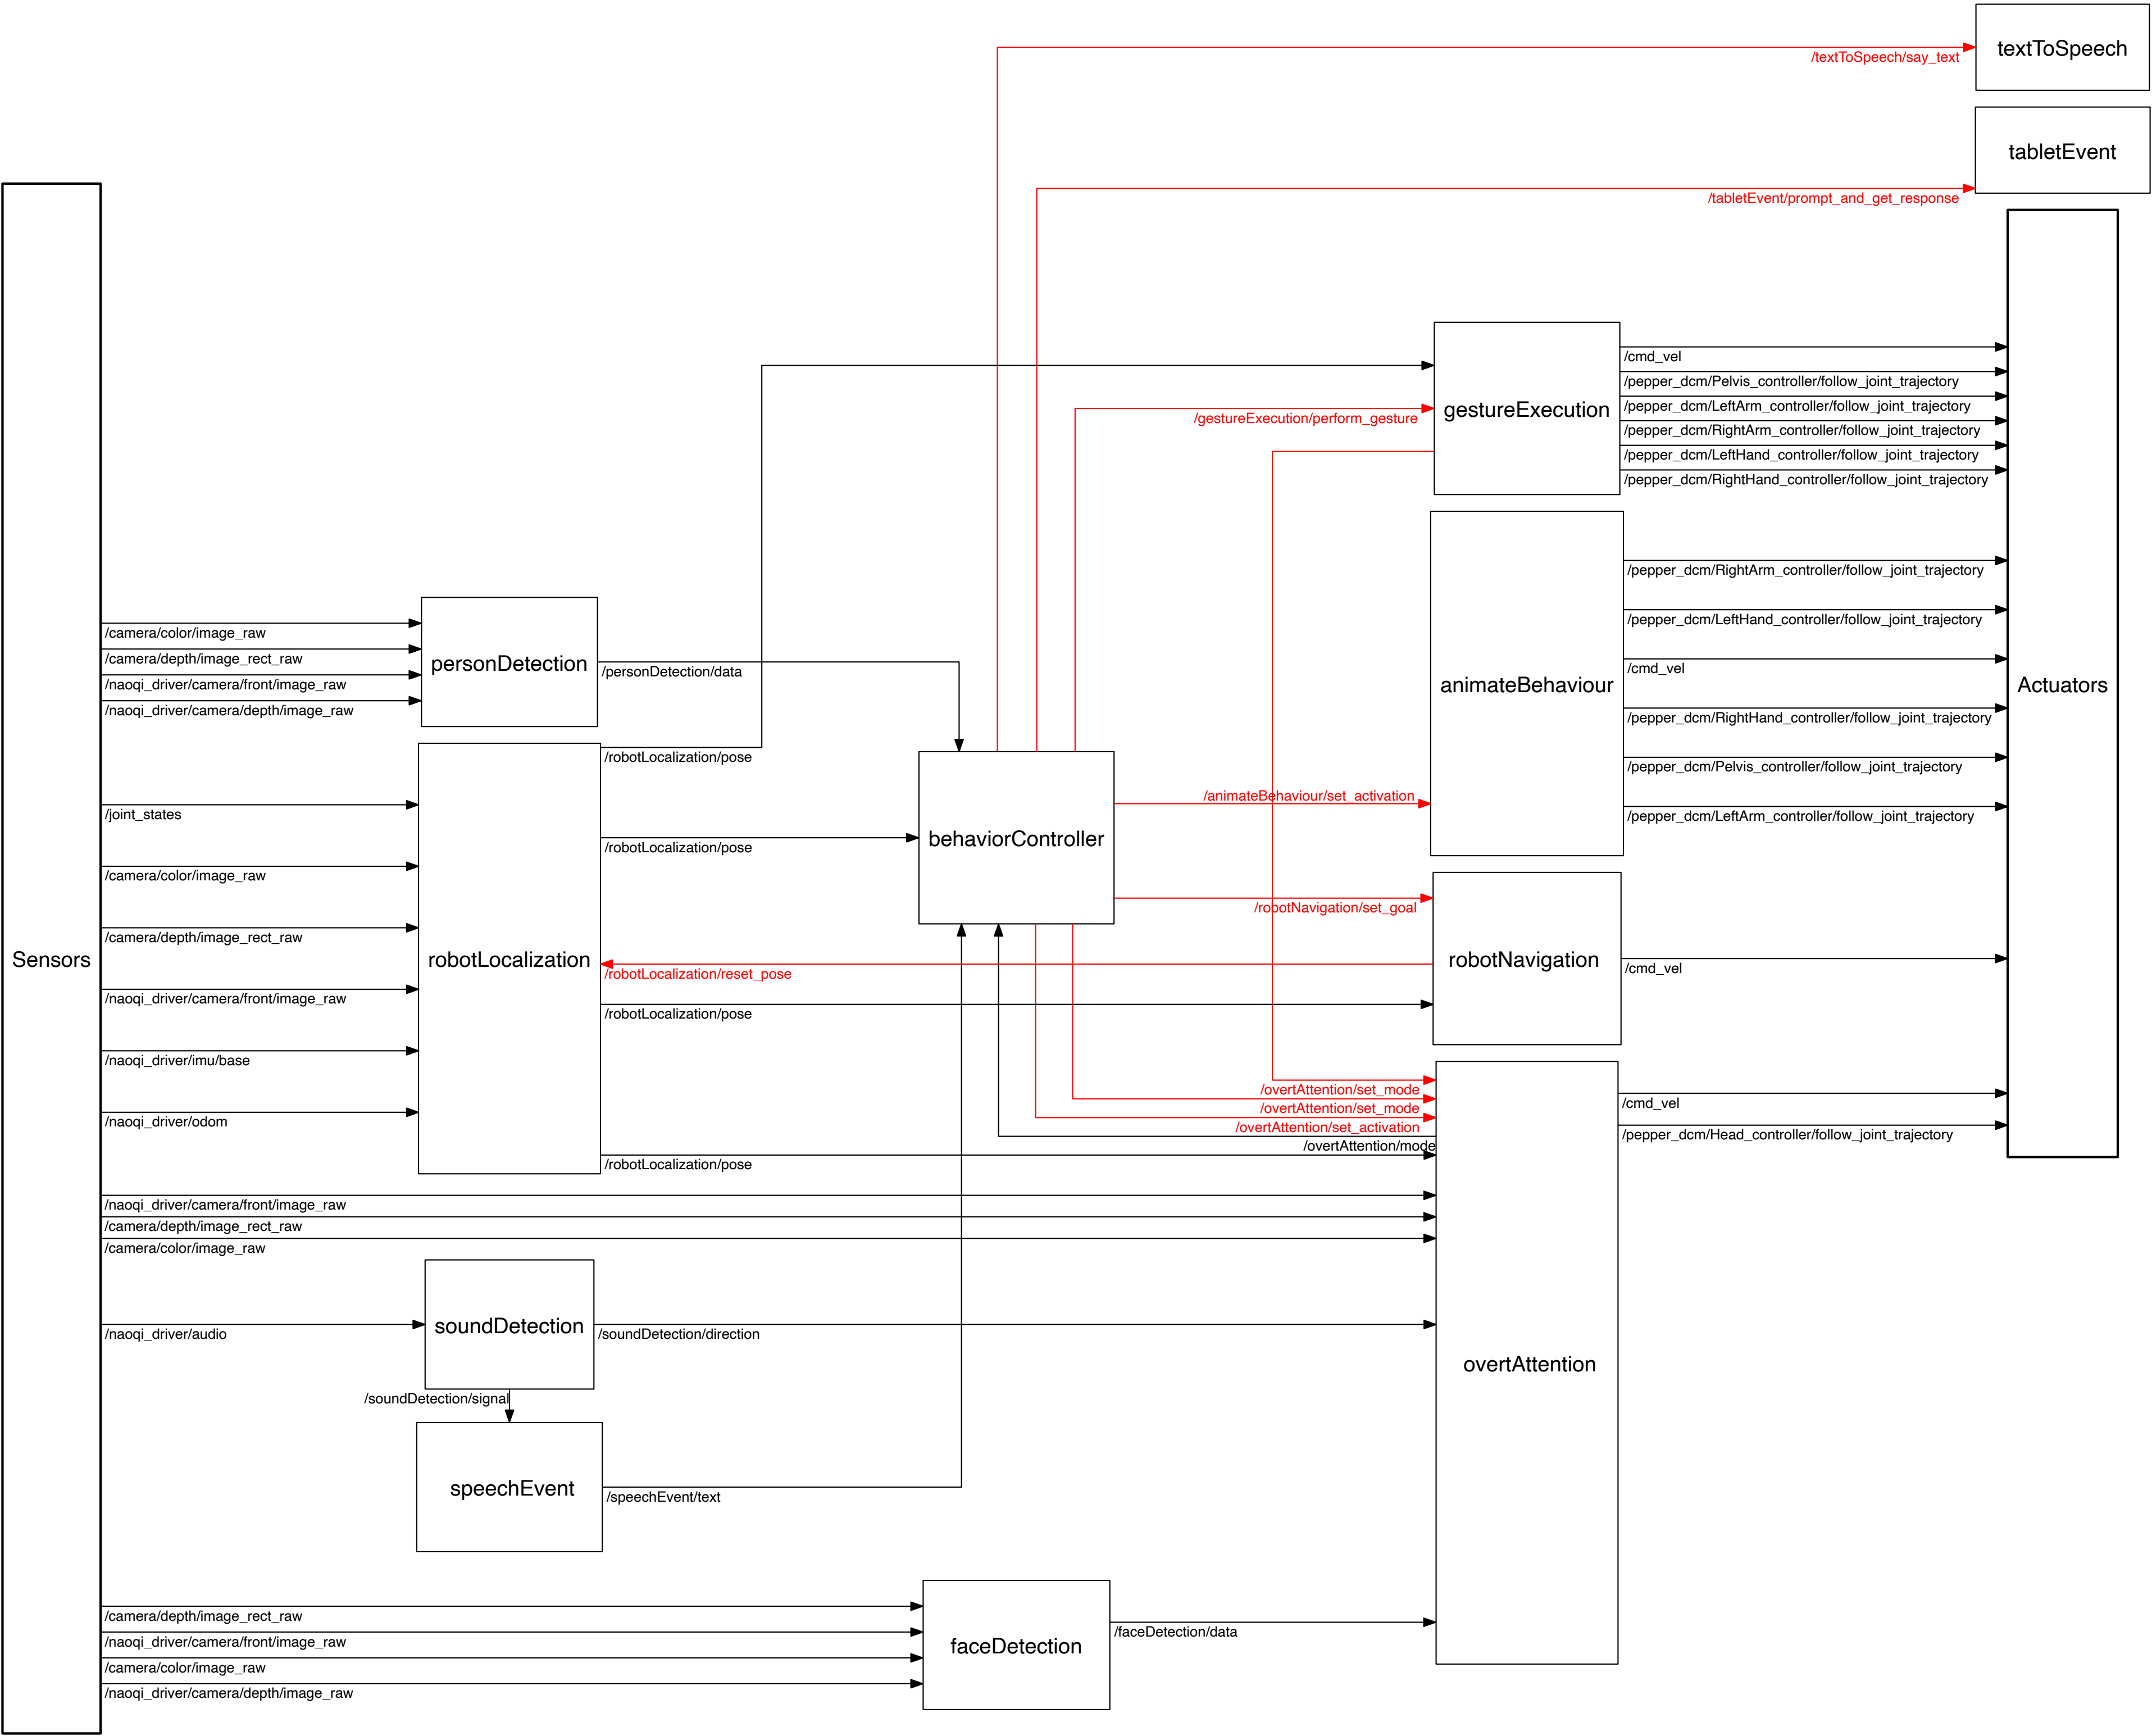 textToSpeech
/textToSpeech/say_text
tabletEvent
/tabletEvent/prompt_and_get_response
Sensors
Actuators
gestureExecution
/gestureExecution/perform_gesture
/cmd_vel
/pepper_dcm/Pelvis_controller/follow_joint_trajectory
/pepper_dcm/LeftArm_controller/follow_joint_trajectory
/pepper_dcm/RightArm_controller/follow_joint_trajectory
/pepper_dcm/LeftHand_controller/follow_joint_trajectory
/pepper_dcm/RightHand_controller/follow_joint_trajectory
/camera/color/image_raw
/camera/depth/image_rect_raw
/naoqi_driver/camera/front/image_raw
/naoqi_driver/camera/depth/image_raw
personDetection
/personDetection/data
animateBehaviour
/animateBehaviour/set_activation
/pepper_dcm/RightArm_controller/follow_joint_trajectory
/pepper_dcm/LeftHand_controller/follow_joint_trajectory
/cmd_vel
/pepper_dcm/RightHand_controller/follow_joint_trajectory
/pepper_dcm/Pelvis_controller/follow_joint_trajectory
/pepper_dcm/LeftArm_controller/follow_joint_trajectory
/joint_states
/camera/color/image_raw
/camera/depth/image_rect_raw
/naoqi_driver/camera/front/image_raw
/naoqi_driver/imu/base
/naoqi_driver/odom
robotLocalization
/robotLocalization/pose
/robotLocalization/pose
/robotLocalization/reset_pose
/robotLocalization/pose
/robotLocalization/pose
behaviorController
/robotNavigation/set_goal
robotNavigation
/cmd_vel
/overtAttention/set_mode
/overtAttention/set_mode
/overtAttention/set_activation
/overtAttention/mode
/cmd_vel
/pepper_dcm/Head_controller/follow_joint_trajectory
/naoqi_driver/camera/front/image_raw
/camera/depth/image_rect_raw
/camera/color/image_raw
/naoqi_driver/audio
soundDetection
/soundDetection/direction
overtAttention
/soundDetection/signal
speechEvent
/speechEvent/text
/camera/depth/image_rect_raw
/naoqi_driver/camera/front/image_raw
/camera/color/image_raw
/naoqi_driver/camera/depth/image_raw
faceDetection
/faceDetection/data